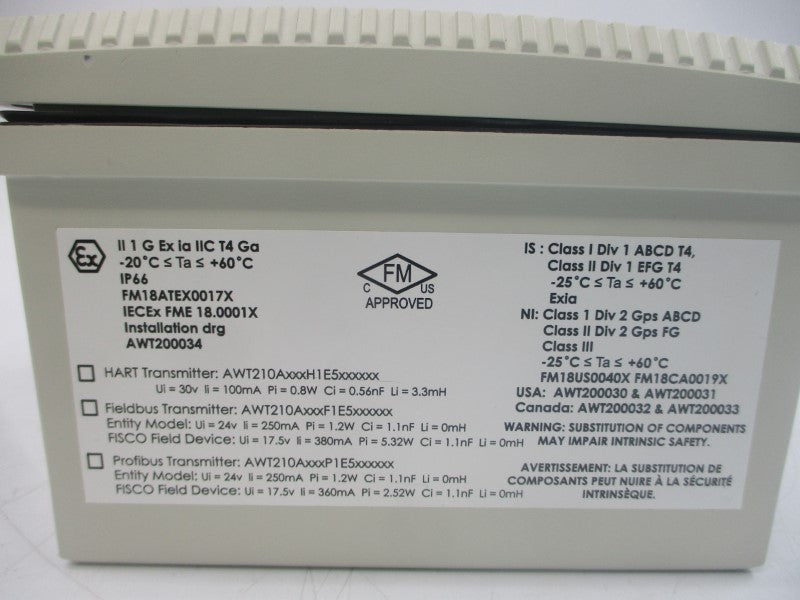 Ex
II 1 G Ex ia IIC T4 Ga
-20°C ≤ Ta ≤ +60°C
IP66
FM18ATEX0017X
IECEx FME 18.0001X
Installation drg
AWT200034
FM
C US
APPROVED
IS : Class I Div 1 ABCD T4,
Class II Div 1 EFG T4
-25°C ≤ Ta ≤ +60°C
ExIa
NI: Class 1 Div 2 Gps ABCD
Class II Div 2 Gps FG
Class III
-25°C ≤ Ta ≤ +60°C
FM18US0040X FM18CA0019X
USA: AWT200030 & AWT200031
Canada: AWT200032 & AWT200033
WARNING: SUBSTITUTION OF COMPONENTS
MAY IMPAIR INTRINSIC SAFETY.
AVERTISSEMENT: LA SUBSTITUTION DE
COMPOSANTS PEUT NUIRE À LA SÉCURITÉ
INTRINSÈQUE.
HART Transmitter: AWT210AxxxH1E5xxxxxx
Ui = 30v Ii = 100mA Pi = 0.8W Ci = 0.56nF Li = 3.3mH
Fieldbus Transmitter: AWT210AxxxF1E5xxxxxx
Entity Model: Ui = 24v Ii = 250mA Pi = 1.2W Ci = 1.1nF Li = 0mH
FISCO Field Device: Ui = 17.5v Ii = 380mA Pi = 5.32W Ci = 1.1nF Li = 0mH
Profibus Transmitter: AWT210AxxxP1E5xxxxxx
Entity Model: Ui = 24v Ii = 250mA Pi = 1.2W Ci = 1.1nF Li = 0mH
FISCO Field Device: Ui = 17.5v Ii = 360mA Pi = 2.52W Ci = 1.1nF Li = 0mH